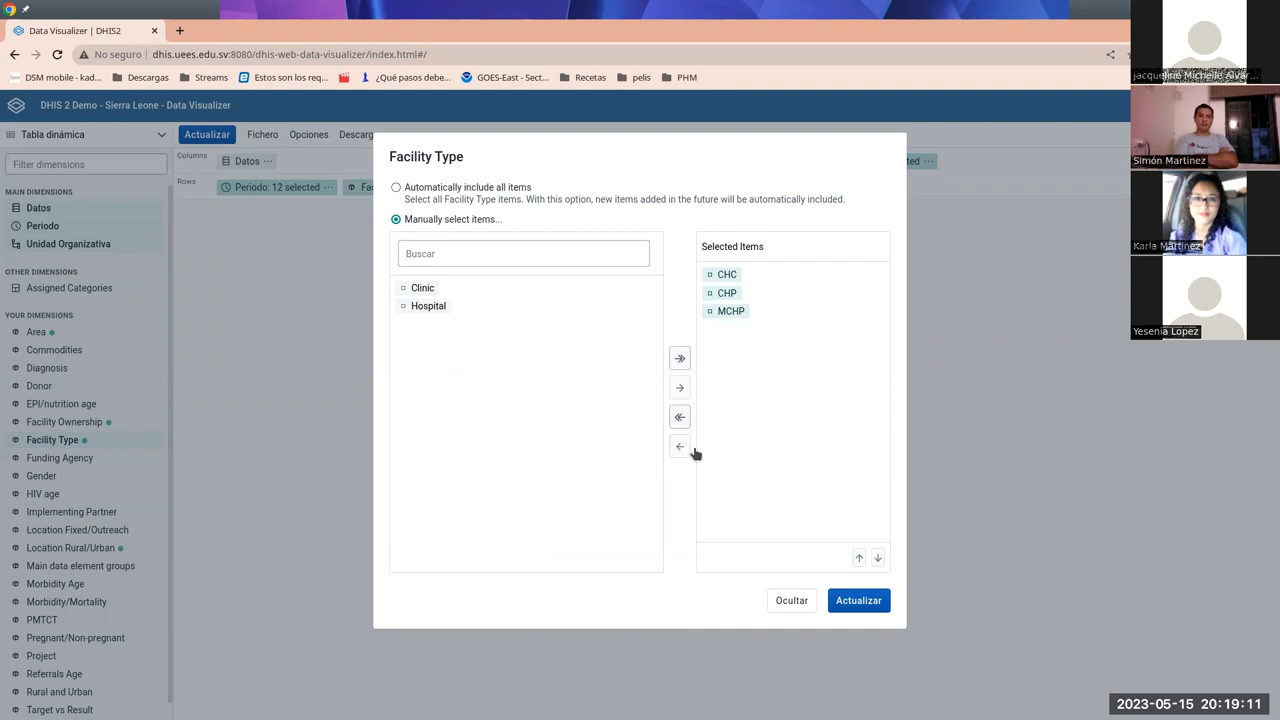 Data Visualizer | DHIS2
No seguro
dhis.uees.edu.sv:8080/dhis-web-data-visualizer/index.html#/
DSM mobile - kad...
Descargas
Streams
Estos son los req...
¿Qué pasos debe...
GOES-East - Sect...
Recetas
pelis
PHM
DHIS 2 Demo - Sierra Leone - Data Visualizer
Tabla dinámica
Actualizar
Fichero
Opciones
Descarg
Filter dimensions
Columns
Datos
ted
Rows
Periodo: 12 selected
Fac
MAIN DIMENSIONS
Datos
Periodo
Unidad Organizativa
OTHER DIMENSIONS
Assigned Categories
YOUR DIMENSIONS
Area
Commodities
Diagnosis
Donor
EPI/nutrition age
Facility Ownership
Facility Type
Funding Agency
Gender
HIV age
Implementing Partner
Location Fixed/Outreach
Location Rural/Urban
Main data element groups
Morbidity Age
Morbidity/Mortality
PMTCT
Pregnant/Non-pregnant
Project
Referrals Age
Rural and Urban
Target vs Result
Facility Type
Automatically include all items
Select all Facility Type items. With this option, new items added in the future will be automatically included.
Manually select items...
Buscar
Clinic
Hospital
Selected Items
CHC
CHP
MCHP
Ocultar
Actualizar
jacqueline Michelle Alvar...
Simón Martinez
Karla Martinez
Yesenia Lopez
2023-05-15 20:19:11